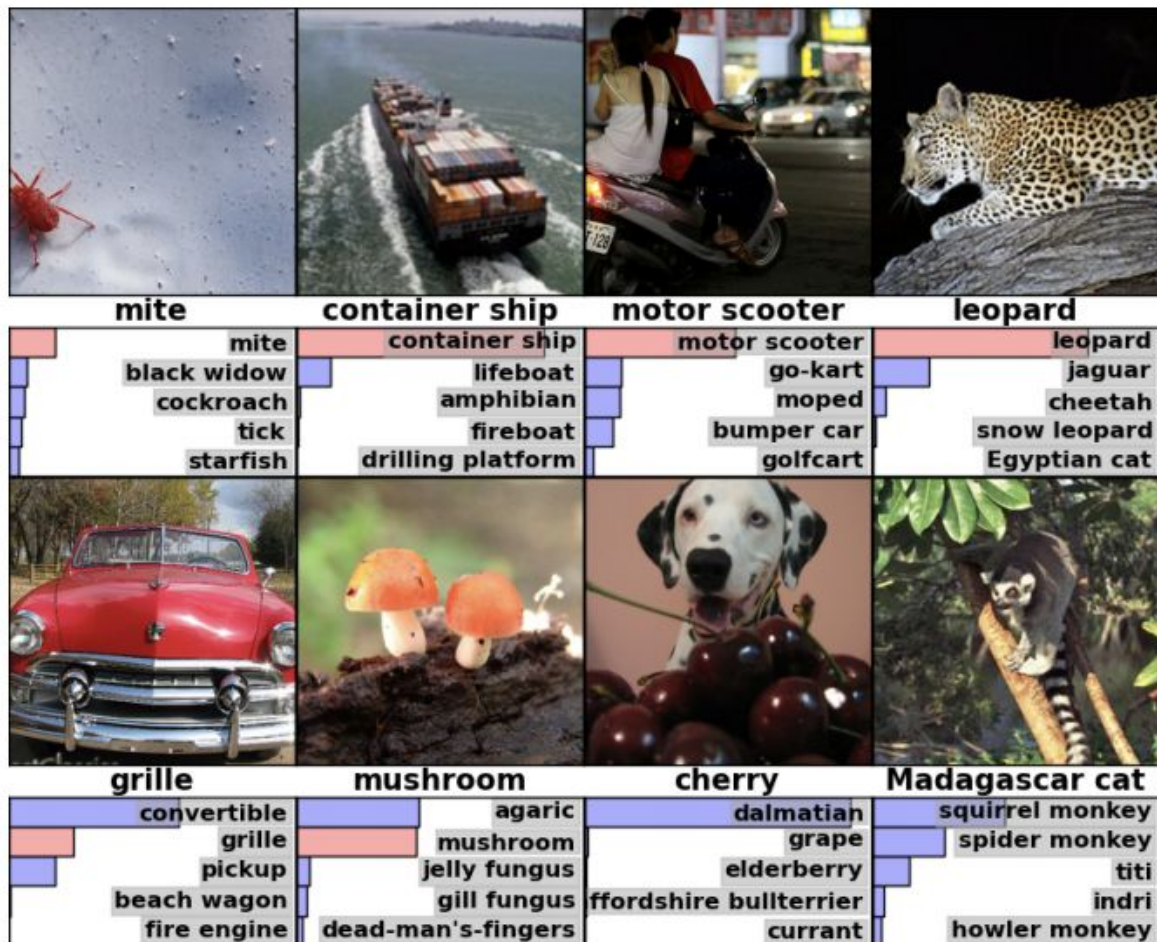 mite
container ship
motor scooter
leopard
mite
black widow
cockroach
tick
starfish
container ship
lifeboat
amphibian
fireboat
drilling platform
motor scooter
go-kart
moped
bumper car
golfcart
leopard
jaguar
cheetah
snow leopard
Egyptian cat
grille
mushroom
cherry
Madagascar cat
convertible
grille
pickup
beach wagon
fire engine
agaric
mushroom
jelly fungus
gill fungus
dead-man's-fingers
dalmatian
grape
elderberry
ffordshire bullterrier
currant
squirrel monkey
spider monkey
titi
indri
howler monkey